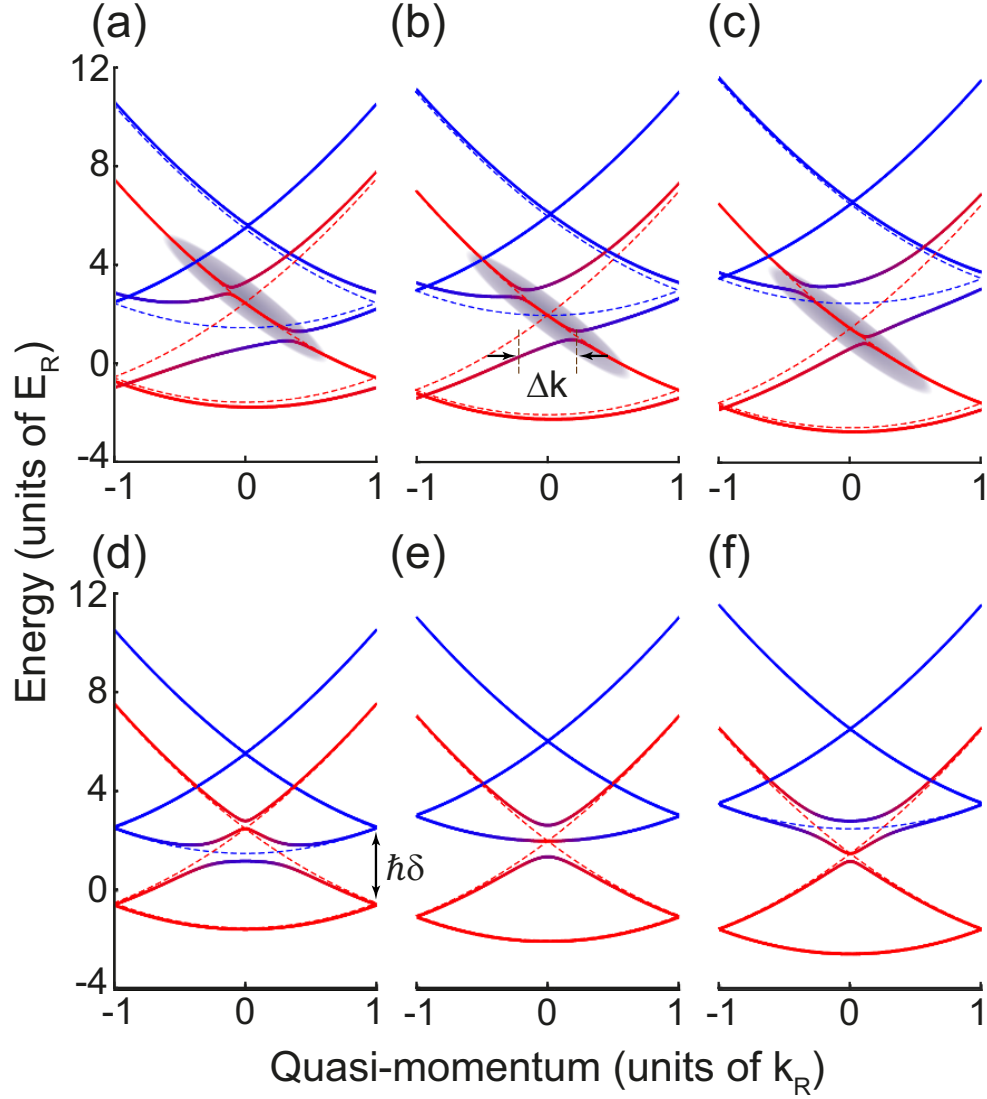 (a) (b) (c)
12
8
4
0
-4
Δk
-1 0 1 -1 0 1 -1 0 1
Energy (units of E_R)
(d) (e) (f)
12
8
4
0
-4
ħδ
-1 0 1 -1 0 1 -1 0 1
Quasi-momentum (units of k_R)